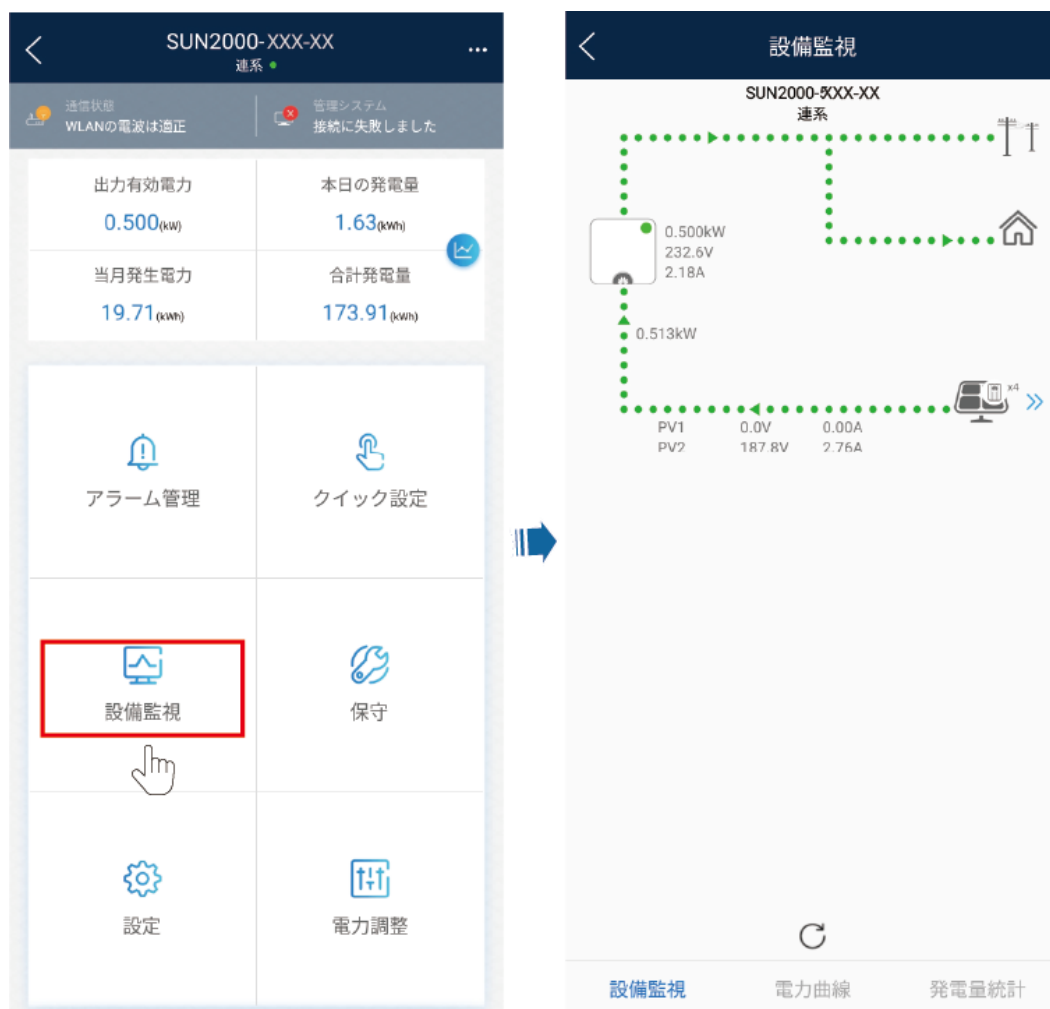 SUN2000-XXX-XX
連系
通信状態
WLANの電波は適正
管理システム
接続に失敗しました
出力有効電力
0.500(kW)
本日の発電量
1.63(kWh)
当月発生電力
19.71(kWh)
合計発電量
173.91(kWh)
アラーム管理
クイック設定
設備監視
保守
設定
電力調整
設備監視
SUN2000-XXX-XX
連系
0.500kW
232.6V
2.18A
0.513kW
x4
PV1 0.0V 0.00A
PV2 187.8V 2.76A
設備監視 電力曲線 発電量統計